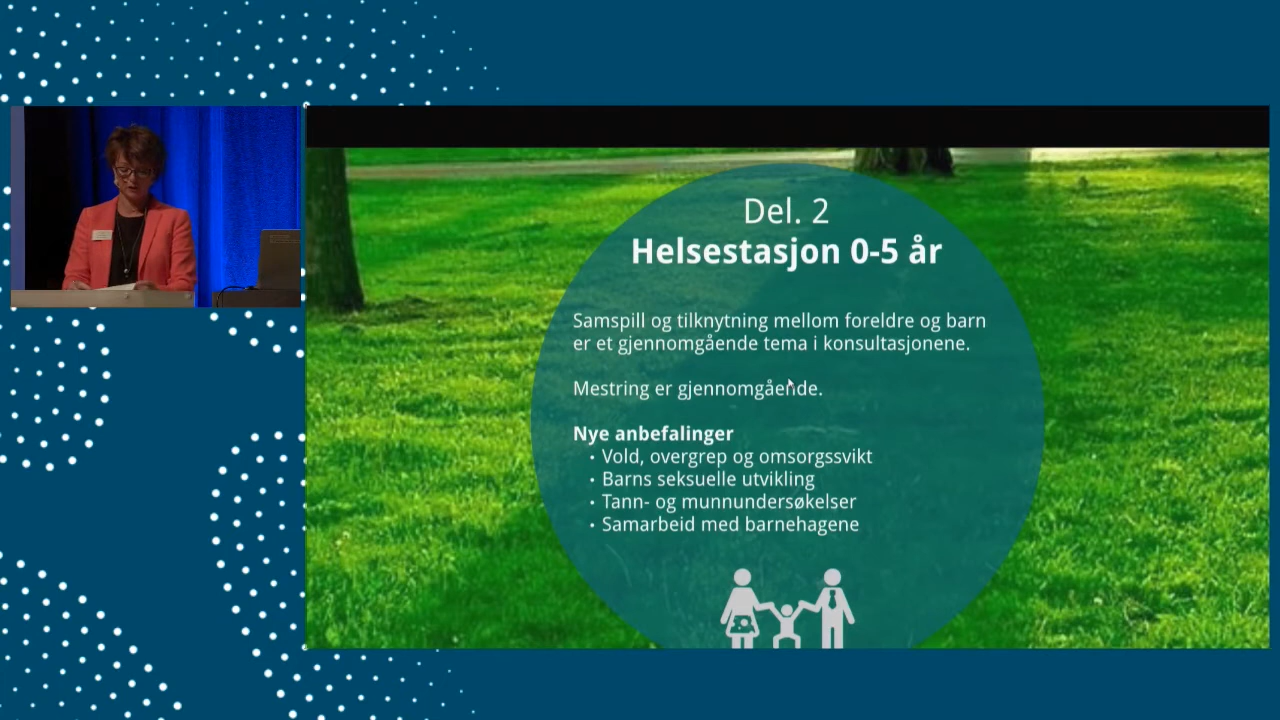 Del. 2
Helsestasjon 0-5 år
Samspill og tilknytning mellom foreldre og barn
er et gjennomgående tema i konsultasjonene.
Mestring er gjennomgående.
Nye anbefalinger
• Vold, overgrep og omsorgssvikt
• Barns seksuelle utvikling
• Tann- og munnundersøkelser
• Samarbeid med barnehagene